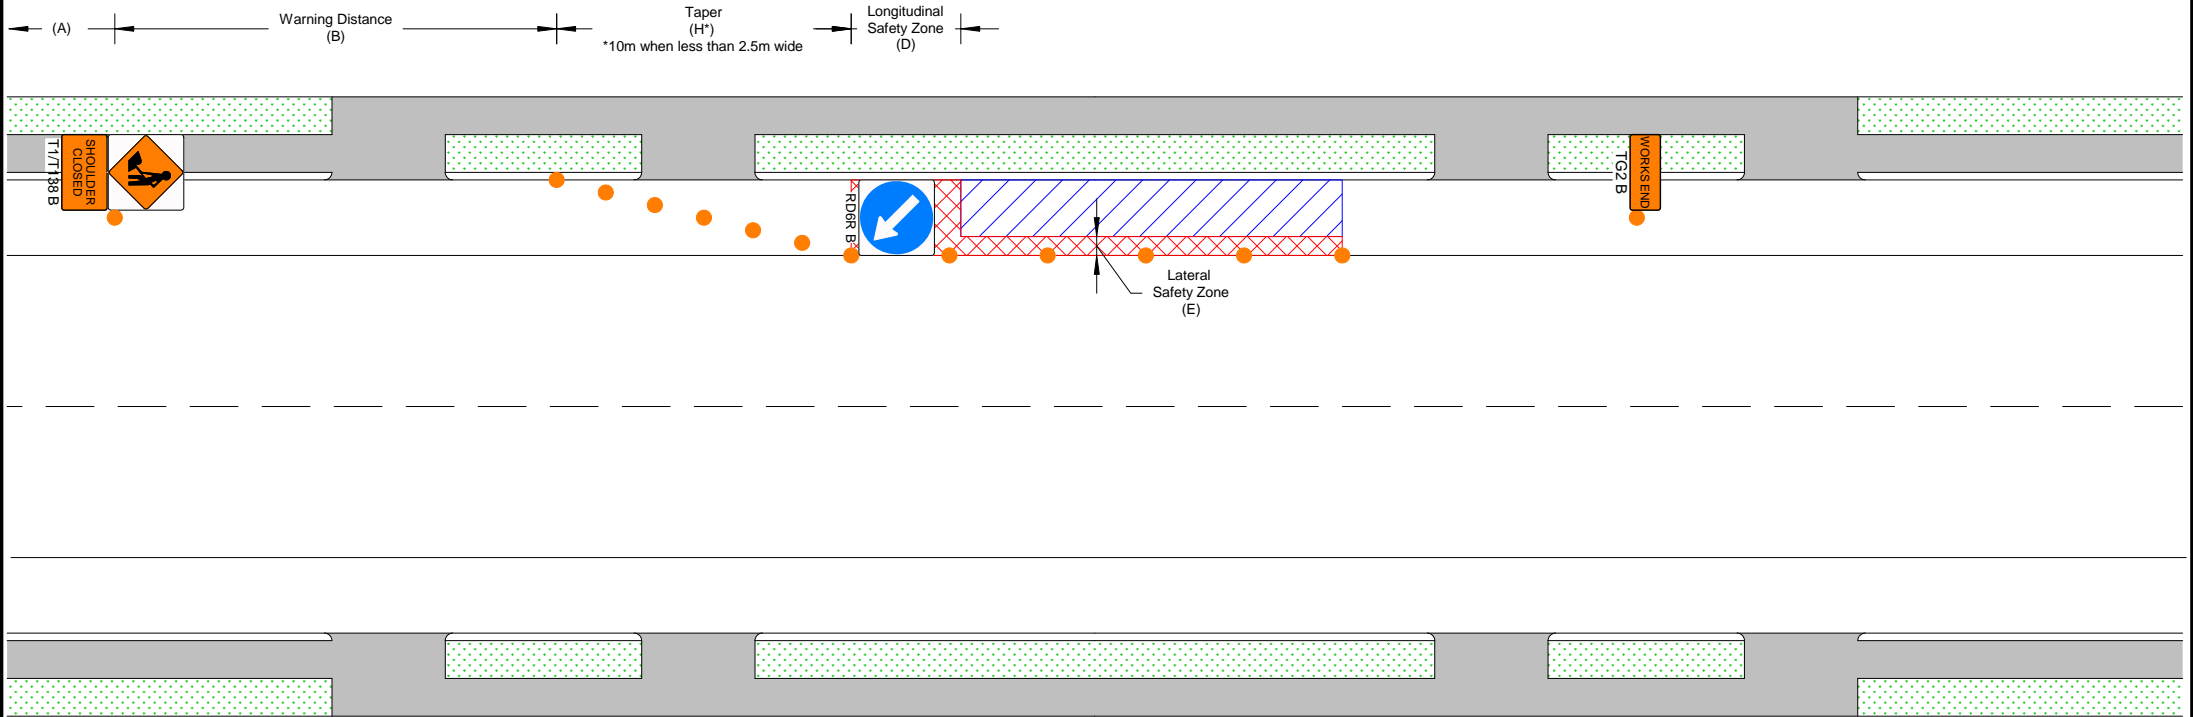 (A)
Warning Distance
(B)
Taper
(H*)
*10m when less than 2.5m wide
Longitudinal
Safety Zone
(D)
SHOULDER
CLOSED
T1/T138 B
RD6R B
WORKS END
TG2 B
Lateral
Safety Zone
(E)